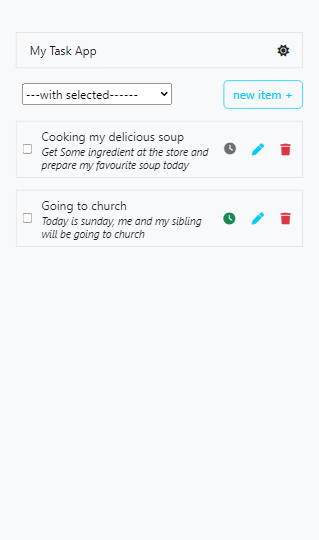 My Task App
---with selected------
new item +
Cooking my delicious soup
Get Some ingredient at the store and
prepare my favourite soup today
Going to church
Today is sunday, me and my sibling
will be going to church